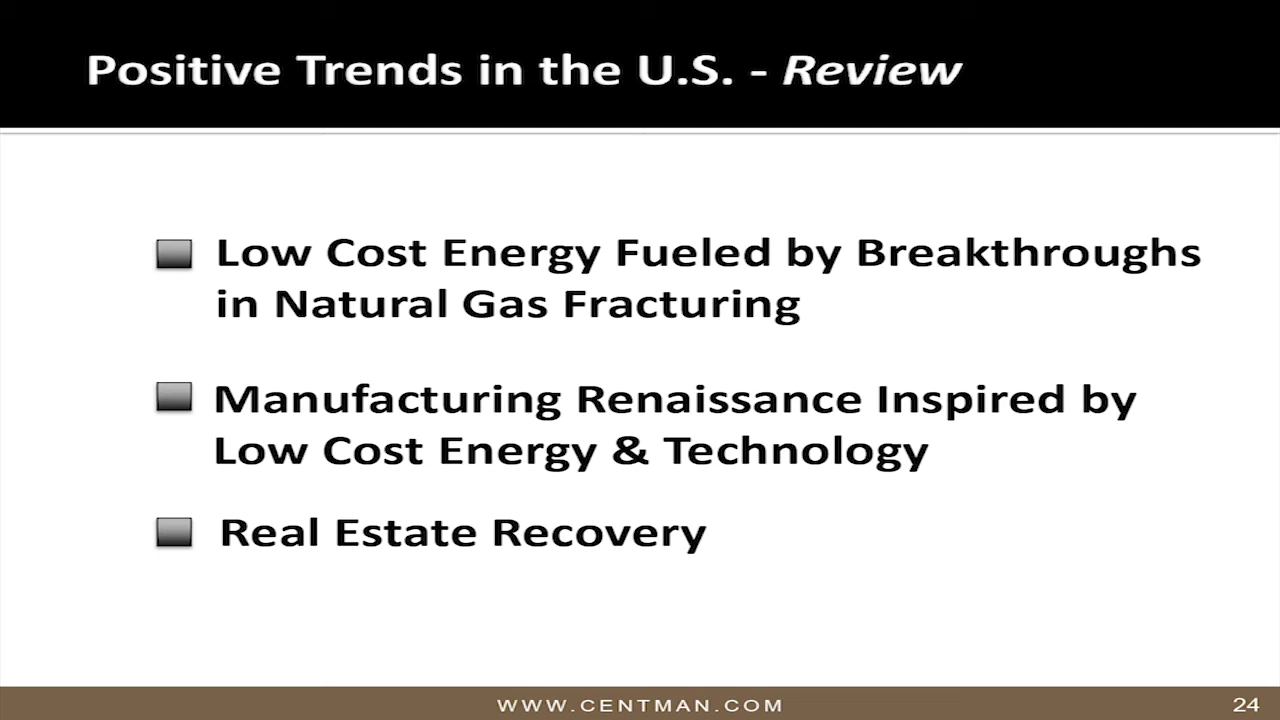 Positive Trends in the U.S. - Review
Low Cost Energy Fueled by Breakthroughs
in Natural Gas Fracturing
Manufacturing Renaissance Inspired by
Low Cost Energy & Technology
Real Estate Recovery
WWW.CENTMAN.COM
24